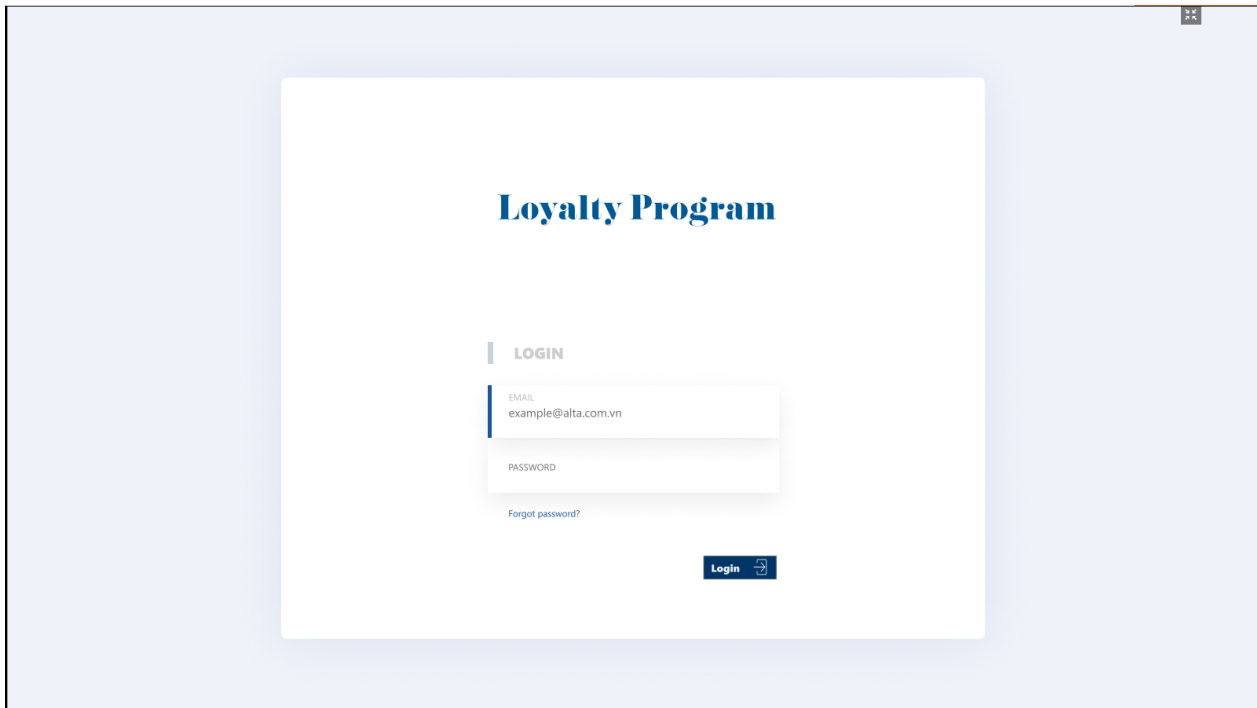 Loyalty Program
LOGIN
EMAIL
example@alta.com.vn
PASSWORD
Forgot password?
Login